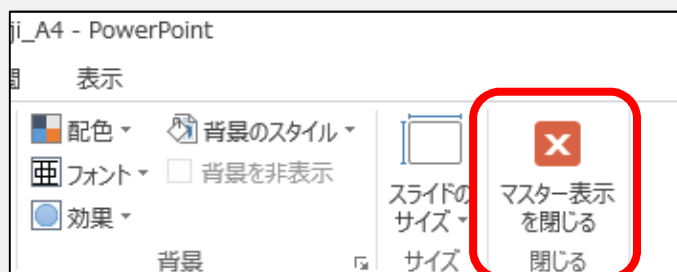 ji_A4 - PowerPoint
表示
配色
背景のスタイル
フォント
背景を非表示
効果
背景
スライドの
サイズ
サイズ
マスター表示
を閉じる
閉じる